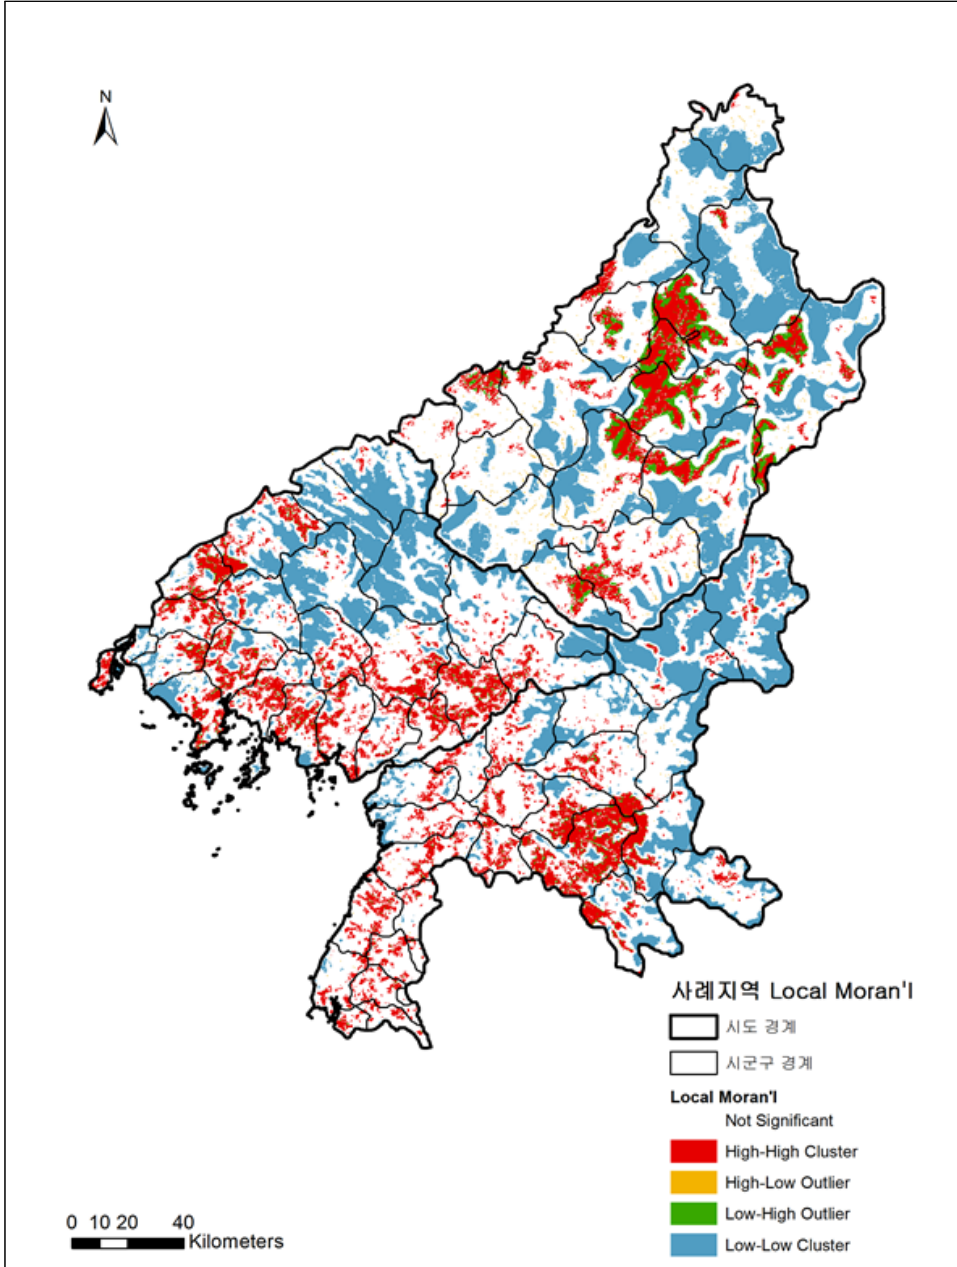 N
사례지역 Local Moran'I
시도 경계
시군구 경계
Local Moran'I
Not Significant
High-High Cluster
High-Low Outlier
Low-High Outlier
Low-Low Cluster
0 10 20 40
Kilometers